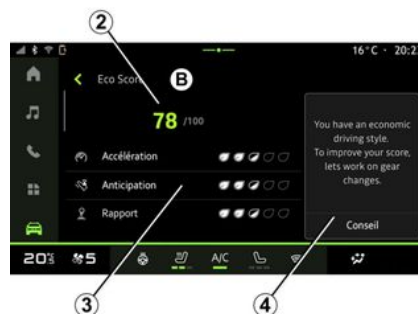 2
16°C · 20:2
Eco Scor
B
78 /100
You have an economic
driving style.
To improve your score,
lets work on gear
changes.
Accélération
Anticipation
Rapport
Conseil
20
5
A/C
3
4